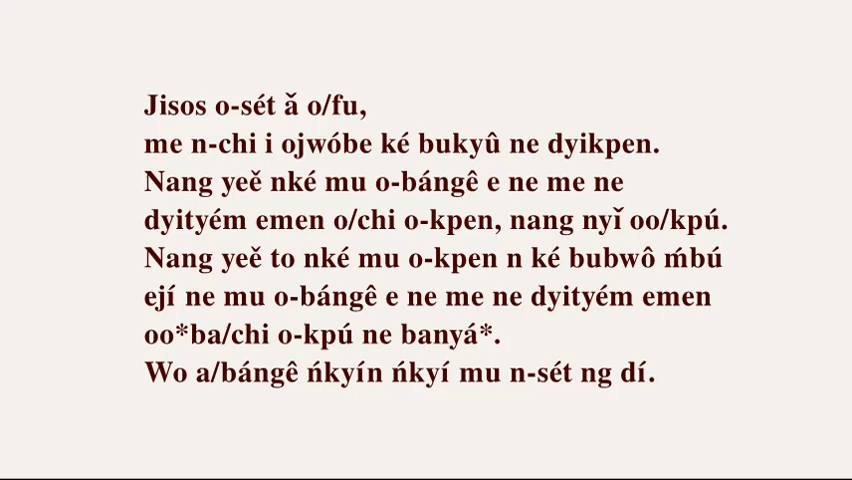 Jisos o-sét ǎ o/fu,
me n-chi i ojwóbe ké bukyû ne dyikpen.
Nang yeě nké mu o-bángê e ne me ne
dyityém emen o/chi o-kpen, nang nyǐ oo/kpú.
Nang yeě to nké mu o-kpen n ké bubwô ḿbú
ejí ne mu o-bángê e ne me ne dyityém emen
oo*ba/chi o-kpú ne banyá*.
Wo a/bángê ńkyín ńkyí mu n-sét ng dí.